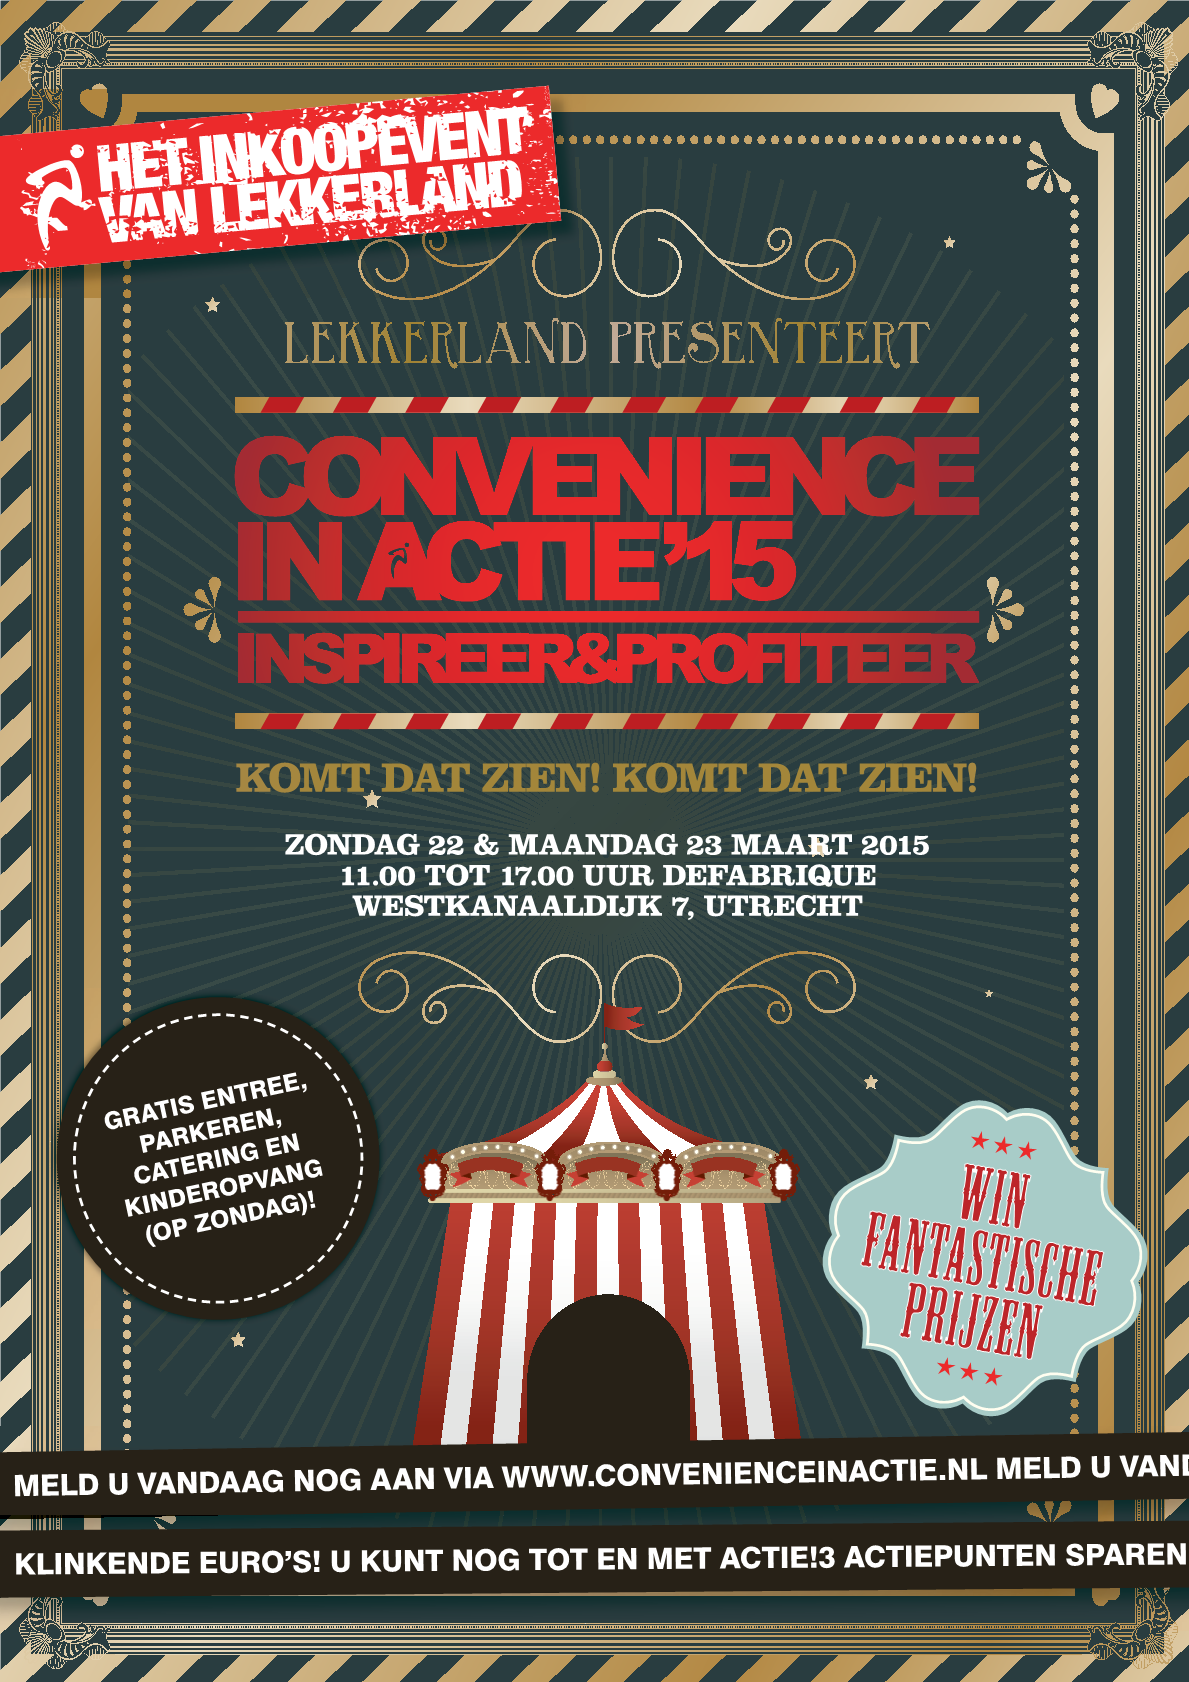 HET INKOOPEVENT
VAN LEKKERLAND
LEKKERLAND PRESENTEERT
CONVENIENCE
IN ACTIE'15
INSPIREER&PROFITEER
KOMT DAT ZIEN! KOMT DAT ZIEN!
ZONDAG 22 & MAANDAG 23 MAART 2015
11.00 TOT 17.00 UUR DEFABRIQUE
WESTKANAALDIJK 7, UTRECHT
GRATIS ENTREE,
PARKEREN,
CATERING EN
KINDEROPVANG
(OP ZONDAG)!
WIN
FANTASTISCHE
PRIJZEN
MELD U VANDAAG NOG AAN VIA WWW.CONVENIENCEINACTIE.NL MELD U VAND
KLINKENDE EURO'S! U KUNT NOG TOT EN MET ACTIE!3 ACTIEPUNTEN SPAREN